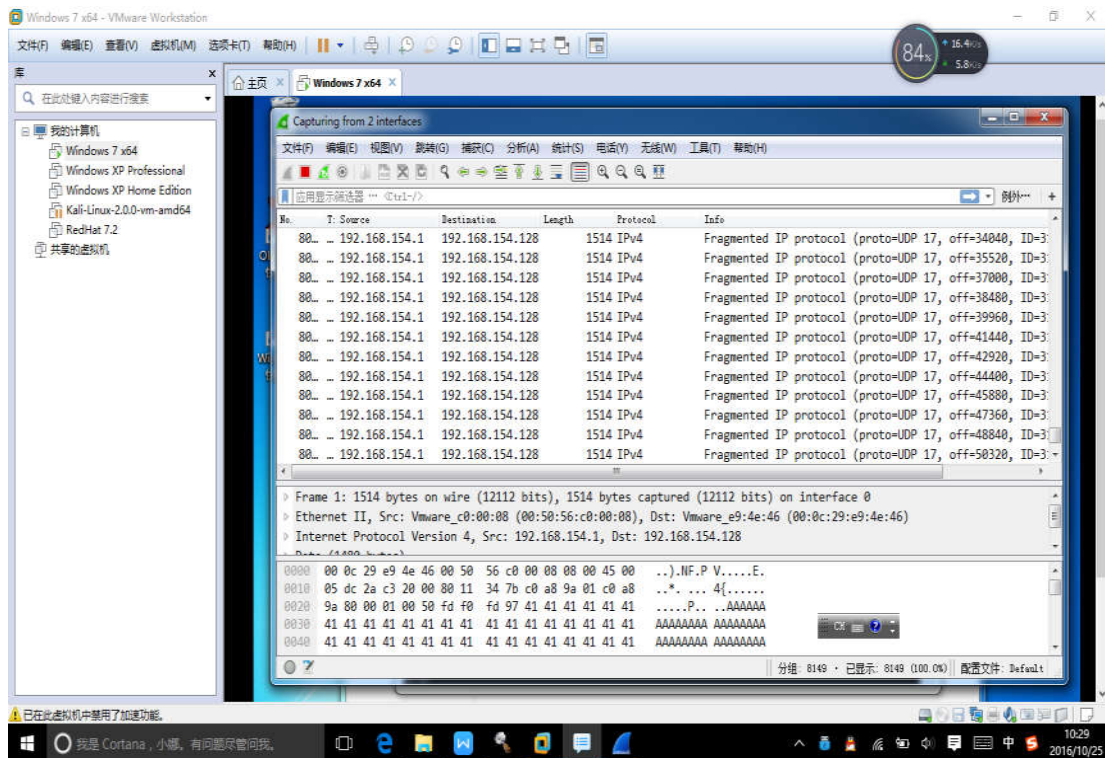 Windows 7 x64 - VMware Workstation
文件(F) 编辑(E) 查看(V) 虚拟机(M) 选项卡(T) 帮助(H)
84%
16.4K/s
5.8K/s
库
在此处键入内容进行搜索
我的计算机
Windows 7 x64
Windows XP Professional
Windows XP Home Edition
Kali-Linux-2.0.0-vm-amd64
RedHat 7.2
共享的虚拟机
主页 Windows 7 x64
Capturing from 2 interfaces
文件(F) 编辑(E) 视图(V) 跳转(G) 捕获(C) 分析(A) 统计(S) 电话(Y) 无线(W) 工具(T) 帮助(H)
应用显示筛选器 … <Ctrl-/>
No. T: Source Destination Length Protocol Info
80… … 192.168.154.1 192.168.154.128 1514 IPv4 Fragmented IP protocol (proto=UDP 17, off=34040, ID=3
80… … 192.168.154.1 192.168.154.128 1514 IPv4 Fragmented IP protocol (proto=UDP 17, off=35520, ID=3
80… … 192.168.154.1 192.168.154.128 1514 IPv4 Fragmented IP protocol (proto=UDP 17, off=37000, ID=3
80… … 192.168.154.1 192.168.154.128 1514 IPv4 Fragmented IP protocol (proto=UDP 17, off=38480, ID=3
80… … 192.168.154.1 192.168.154.128 1514 IPv4 Fragmented IP protocol (proto=UDP 17, off=39960, ID=3
80… … 192.168.154.1 192.168.154.128 1514 IPv4 Fragmented IP protocol (proto=UDP 17, off=41440, ID=3
80… … 192.168.154.1 192.168.154.128 1514 IPv4 Fragmented IP protocol (proto=UDP 17, off=42920, ID=3
80… … 192.168.154.1 192.168.154.128 1514 IPv4 Fragmented IP protocol (proto=UDP 17, off=44400, ID=3
80… … 192.168.154.1 192.168.154.128 1514 IPv4 Fragmented IP protocol (proto=UDP 17, off=45880, ID=3
80… … 192.168.154.1 192.168.154.128 1514 IPv4 Fragmented IP protocol (proto=UDP 17, off=47360, ID=3
80… … 192.168.154.1 192.168.154.128 1514 IPv4 Fragmented IP protocol (proto=UDP 17, off=48840, ID=3
80… … 192.168.154.1 192.168.154.128 1514 IPv4 Fragmented IP protocol (proto=UDP 17, off=50320, ID=3
Frame 1: 1514 bytes on wire (12112 bits), 1514 bytes captured (12112 bits) on interface 0
Ethernet II, Src: Vmware_c0:00:08 (00:50:56:c0:00:08), Dst: Vmware_e9:4e:46 (00:0c:29:e9:4e:46)
Internet Protocol Version 4, Src: 192.168.154.1, Dst: 192.168.154.128
Data (1480 bytes)
0000 00 0c 29 e9 4e 46 00 50 56 c0 00 08 08 00 45 00 ..).NF.P V.....E.
0010 05 dc 2a c3 20 00 80 11 34 7b c0 a8 9a 01 c0 a8 ..*. ... 4{......
0020 9a 80 00 01 00 50 fd f0 fd 97 41 41 41 41 41 41 .....P.. ..AAAAAA
0030 41 41 41 41 41 41 41 41 41 41 41 41 41 41 41 41 AAAAAAAA AAAAAAAA
0040 41 41 41 41 41 41 41 41 41 41 41 41 41 41 41 41 AAAAAAAA AAAAAAAA
CH
分组: 8149 · 已显示: 8149 (100.0%) 配置文件: Default
已在此虚拟机中禁用了加速功能。
我是 Cortana，小娜。有问题尽管问我。
中
10:29
2016/10/25